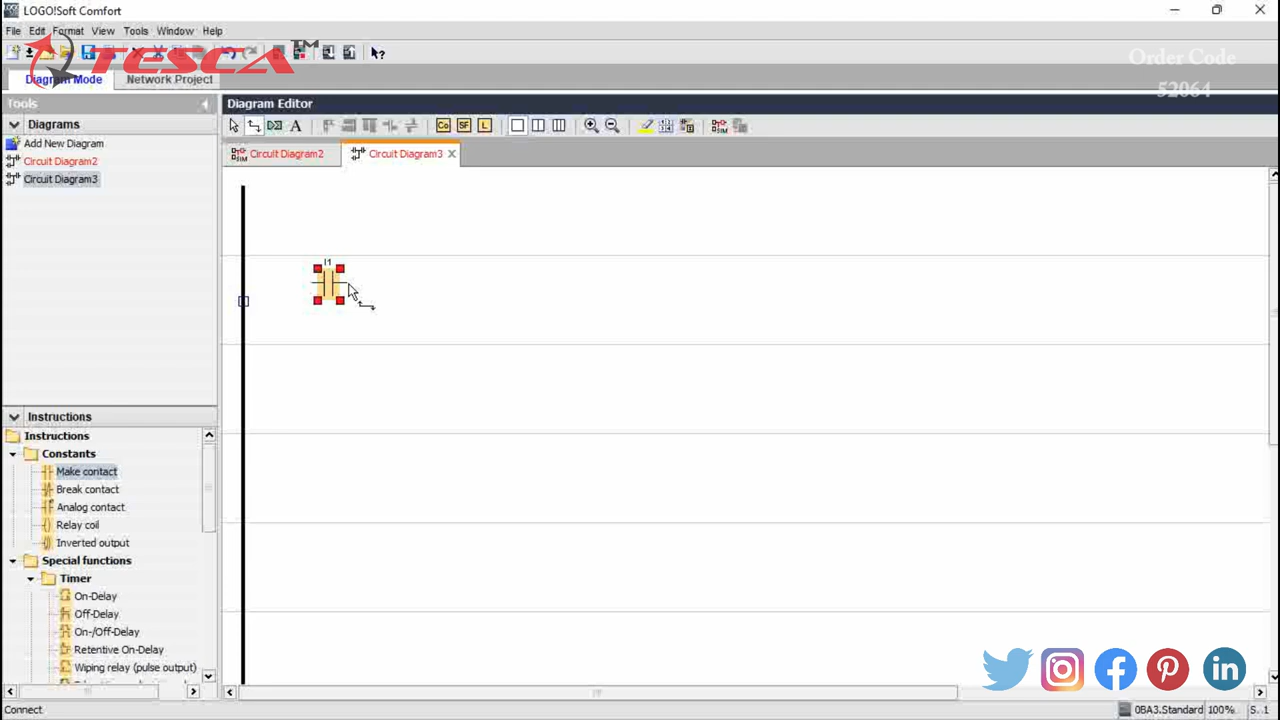 LOGO!Soft Comfort
File Edit Format View Tools Window Help
TESCA™
Order Code
52064
Diagram Mode Network Project
Tools
Diagram Editor
Diagrams
Add New Diagram
Circuit Diagram2
Circuit Diagram3
A Co SF L
Circuit Diagram2 Circuit Diagram3
I1
Instructions
Instructions
Constants
Make contact
Break contact
Analog contact
Relay coil
Inverted output
Special functions
Timer
On-Delay
Off-Delay
On-/Off-Delay
Retentive On-Delay
Wiping relay (pulse output)
Connect
0BA3.Standard 100% S. 1